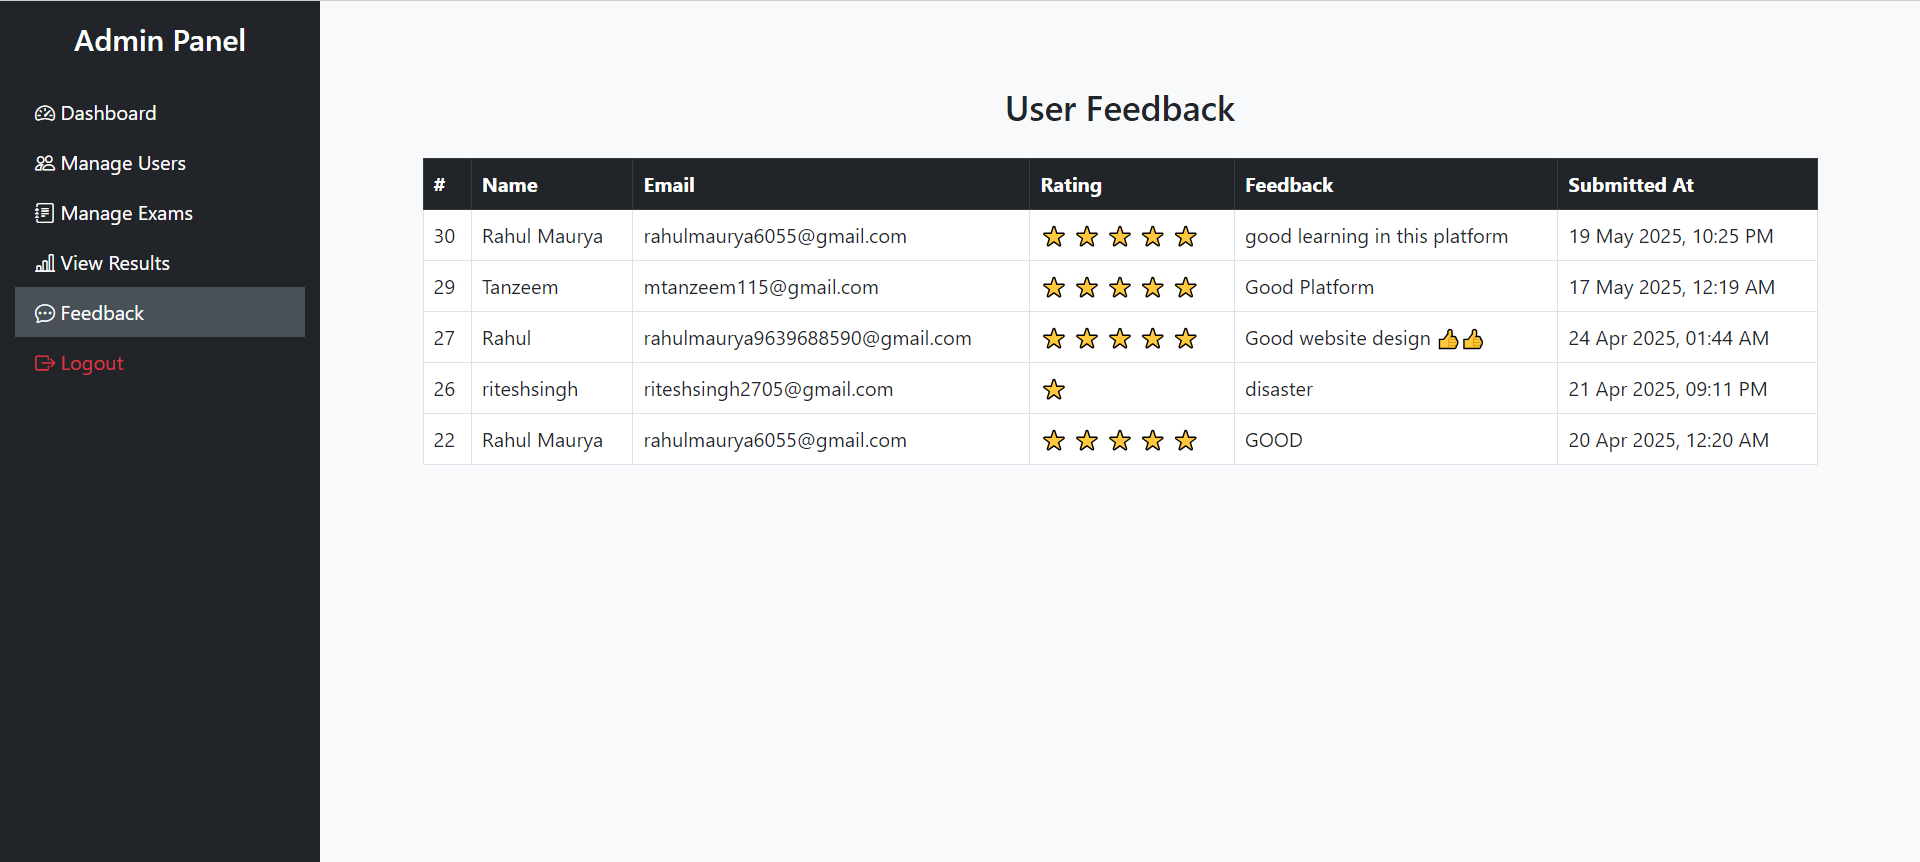 Admin Panel
Dashboard
Manage Users
Manage Exams
View Results
Feedback
Logout
User Feedback
# Name Email Rating Feedback Submitted At
30 Rahul Maurya rahulmaurya6055@gmail.com ⭐ ⭐ ⭐ ⭐ ⭐ good learning in this platform 19 May 2025, 10:25 PM
29 Tanzeem mtanzeem115@gmail.com ⭐ ⭐ ⭐ ⭐ ⭐ Good Platform 17 May 2025, 12:19 AM
27 Rahul rahulmaurya9639688590@gmail.com ⭐ ⭐ ⭐ ⭐ ⭐ Good website design 👍👍 24 Apr 2025, 01:44 AM
26 riteshsingh riteshsingh2705@gmail.com ⭐ disaster 21 Apr 2025, 09:11 PM
22 Rahul Maurya rahulmaurya6055@gmail.com ⭐ ⭐ ⭐ ⭐ ⭐ GOOD 20 Apr 2025, 12:20 AM